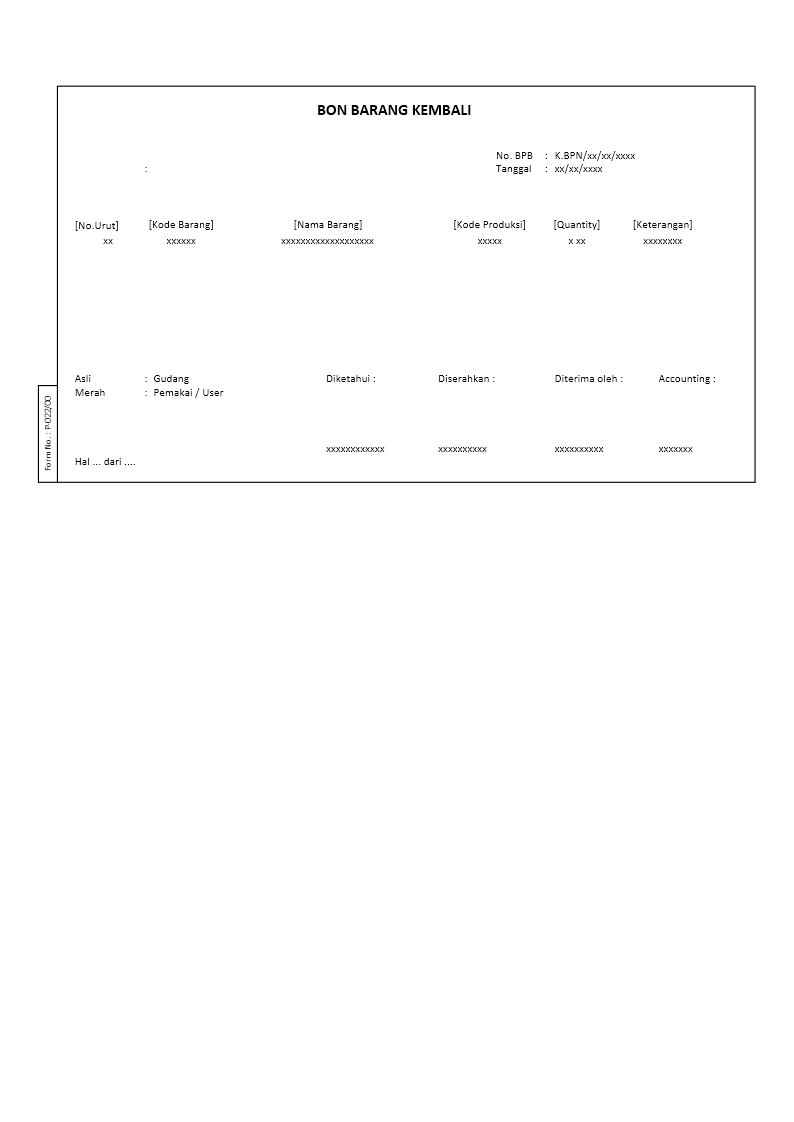 BON BARANG KEMBALI
No. BPB : K.BPN/xx/xx/xxxx
: Tanggal : xx/xx/xxxx
[No.Urut] [Kode Barang] [Nama Barang] [Kode Produksi] [Quantity] [Keterangan]
xx xxxxxx xxxxxxxxxxxxxxxxxxx xxxxx x xx xxxxxxxx
Asli : Gudang Diketahui : Diserahkan : Diterima oleh : Accounting :
Merah : Pemakai / User
xxxxxxxxxxxx xxxxxxxxxx xxxxxxxxxx xxxxxxx
Hal ... dari ....
Form No. : P-022/00